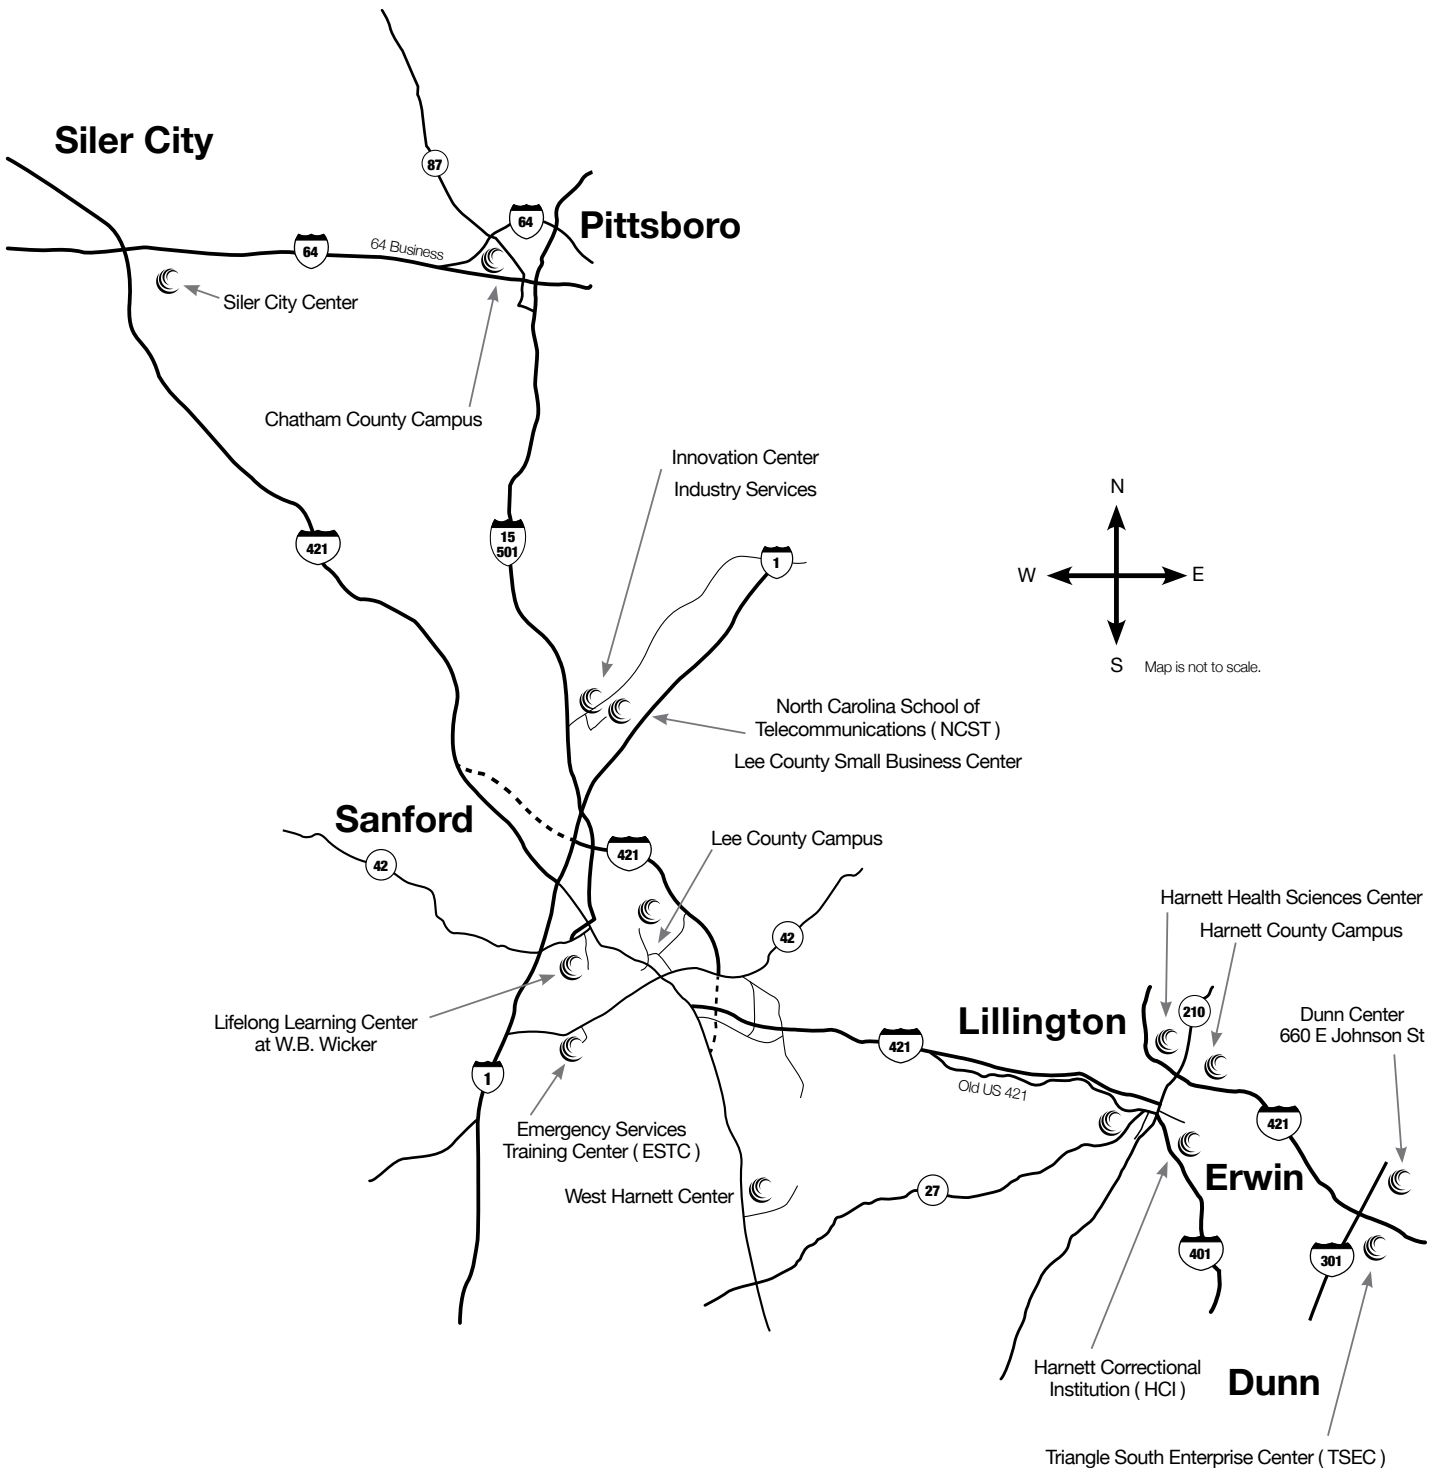 Siler City
87
64
Pittsboro
64
64 Business
Siler City Center
Chatham County Campus
Innovation Center
Industry Services
N
421
15
501
1
W
E
S
Map is not to scale.
North Carolina School of
Telecommunications ( NCST )
Lee County Small Business Center
Sanford
42
421
Lee County Campus
42
Harnett Health Sciences Center
Harnett County Campus
Lifelong Learning Center
at W.B. Wicker
Lillington
210
Dunn Center
660 E Johnson St
421
1
Old US 421
421
Emergency Services
Training Center ( ESTC )
West Harnett Center
27
Erwin
401
301
Harnett Correctional
Institution ( HCI )
Dunn
Triangle South Enterprise Center ( TSEC )